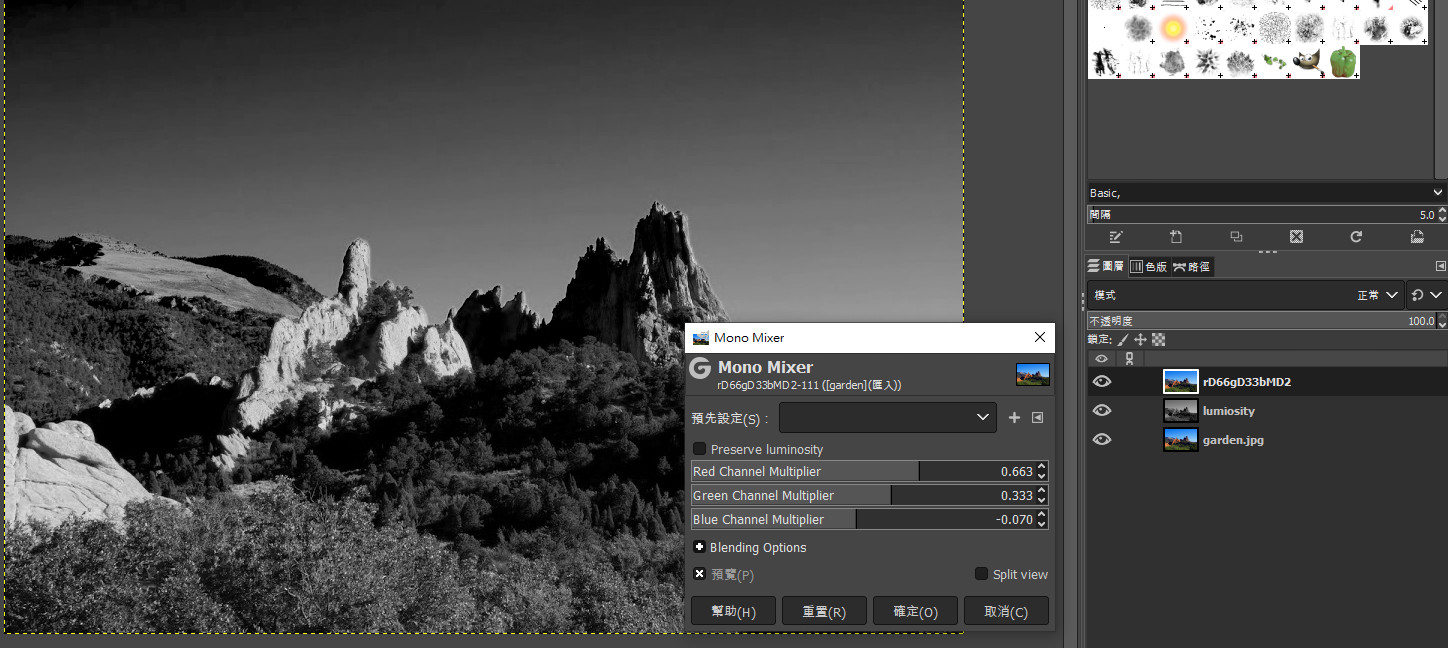 Basic,
間隔 5.0
圖層 色版 路徑
模式 正常
不透明度 100.0
鎖定:
rD66gD33bMD2
lumiosity
garden.jpg
Mono Mixer
Mono Mixer
rD66gD33bMD2-111 ([garden](匯入))
預先設定(S)：
Preserve luminosity
Red Channel Multiplier 0.663
Green Channel Multiplier 0.333
Blue Channel Multiplier -0.070
Blending Options
預覽(P) Split view
幫助(H) 重置(R) 確定(O) 取消(C)